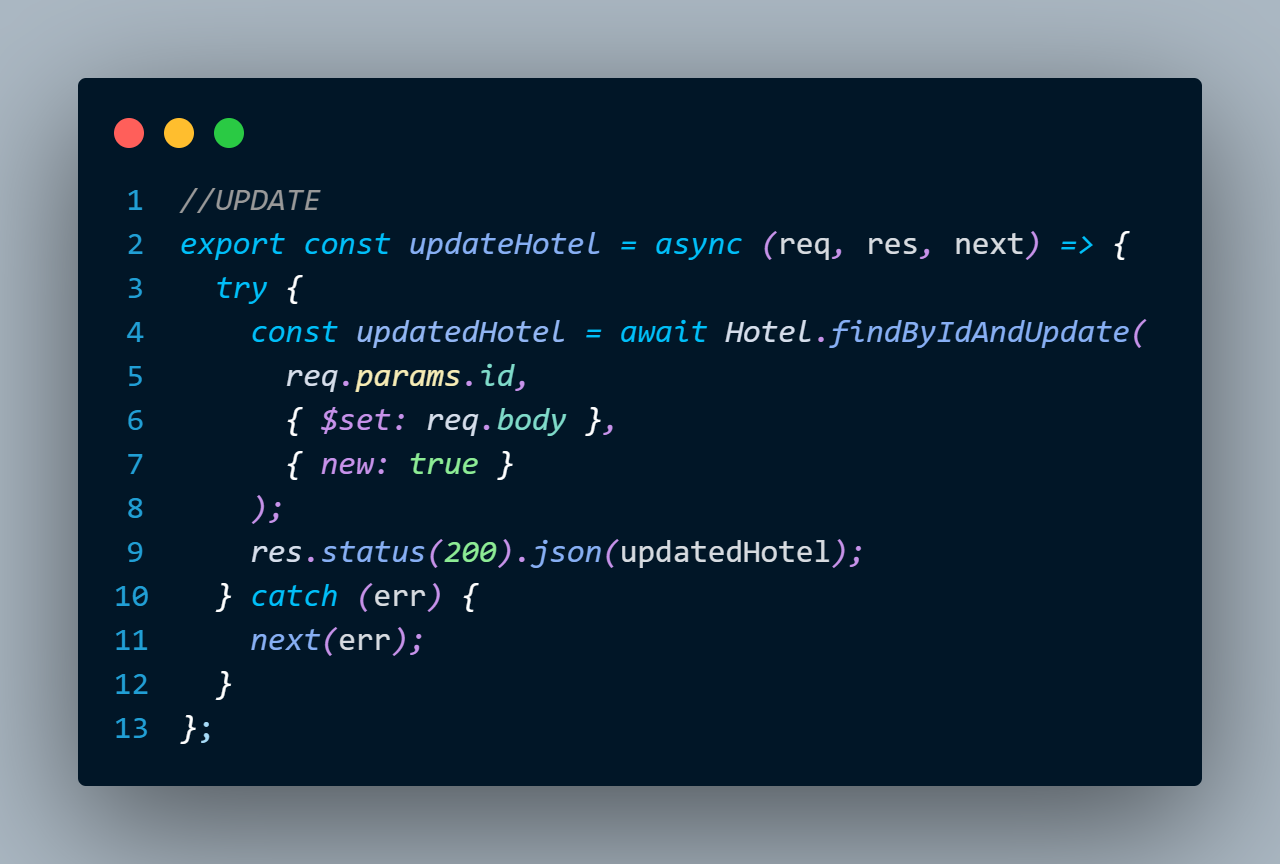 1 //UPDATE
2 export const updateHotel = async (req, res, next) => {
3   try {
4     const updatedHotel = await Hotel.findByIdAndUpdate(
5       req.params.id,
6       { $set: req.body },
7       { new: true }
8     );
9     res.status(200).json(updatedHotel);
10   } catch (err) {
11     next(err);
12   }
13 };